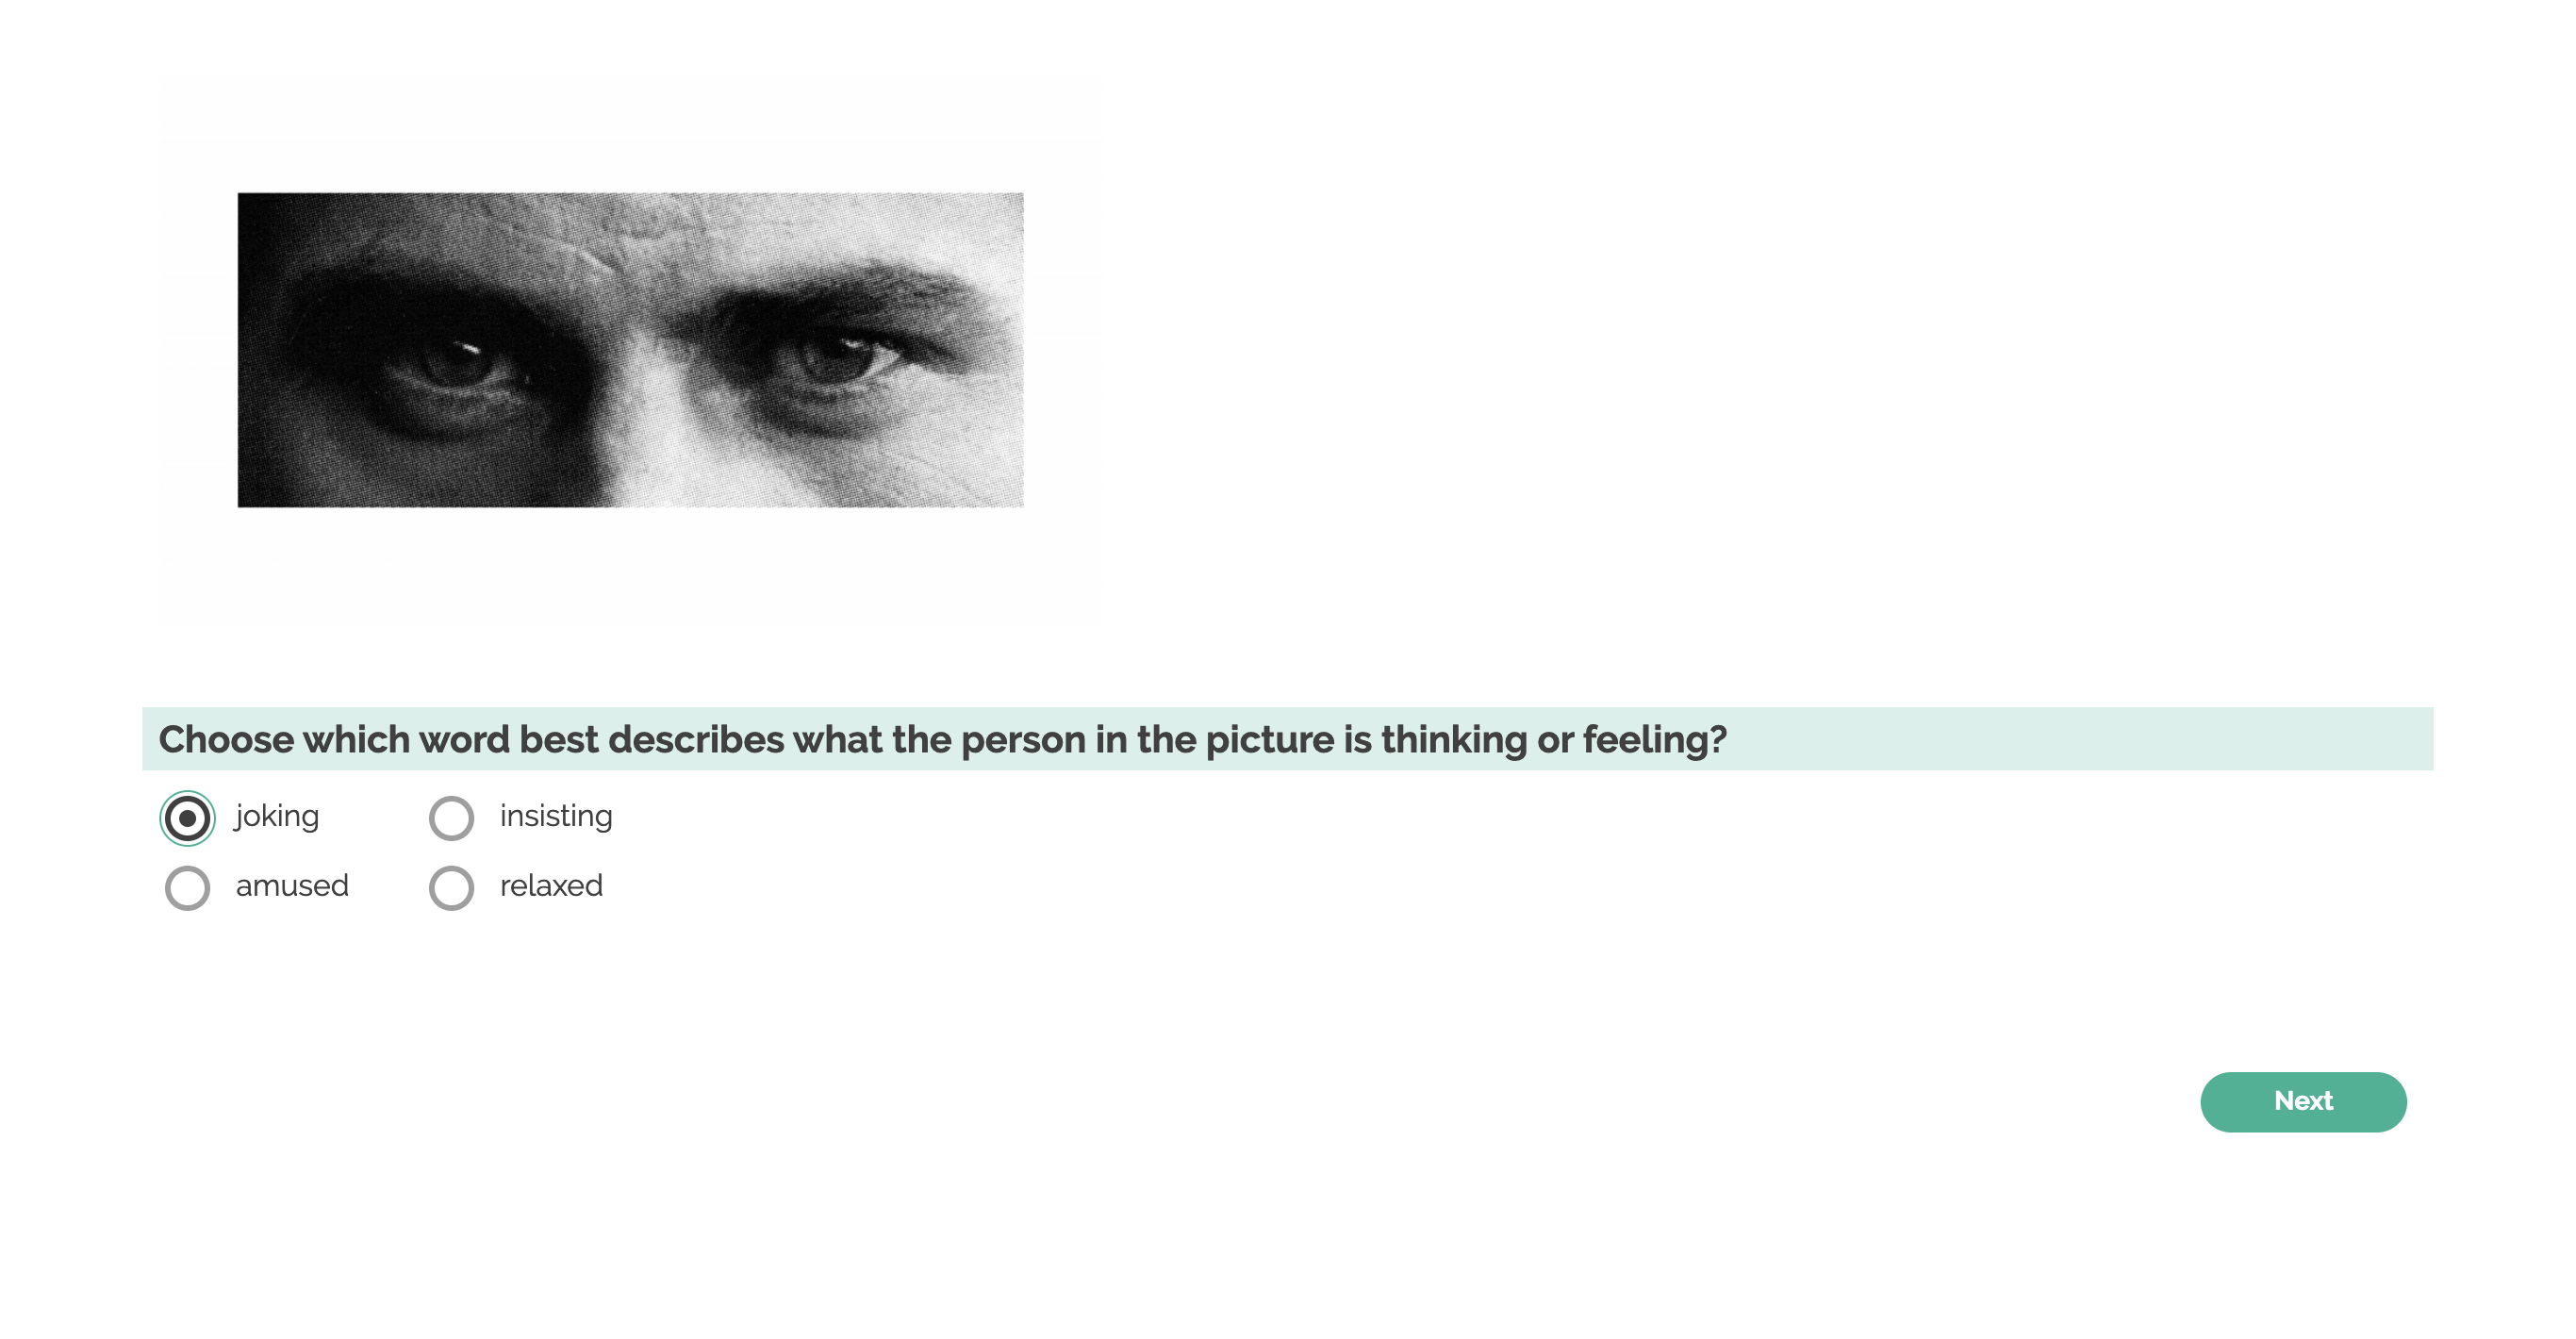 Choose which word best describes what the person in the picture is thinking or feeling?
joking insisting
amused relaxed
Next